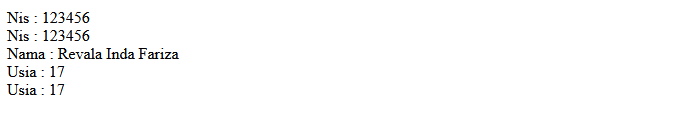 Nis : 123456
Nis : 123456
Nama : Revala Inda Fariza
Usia : 17
Usia : 17